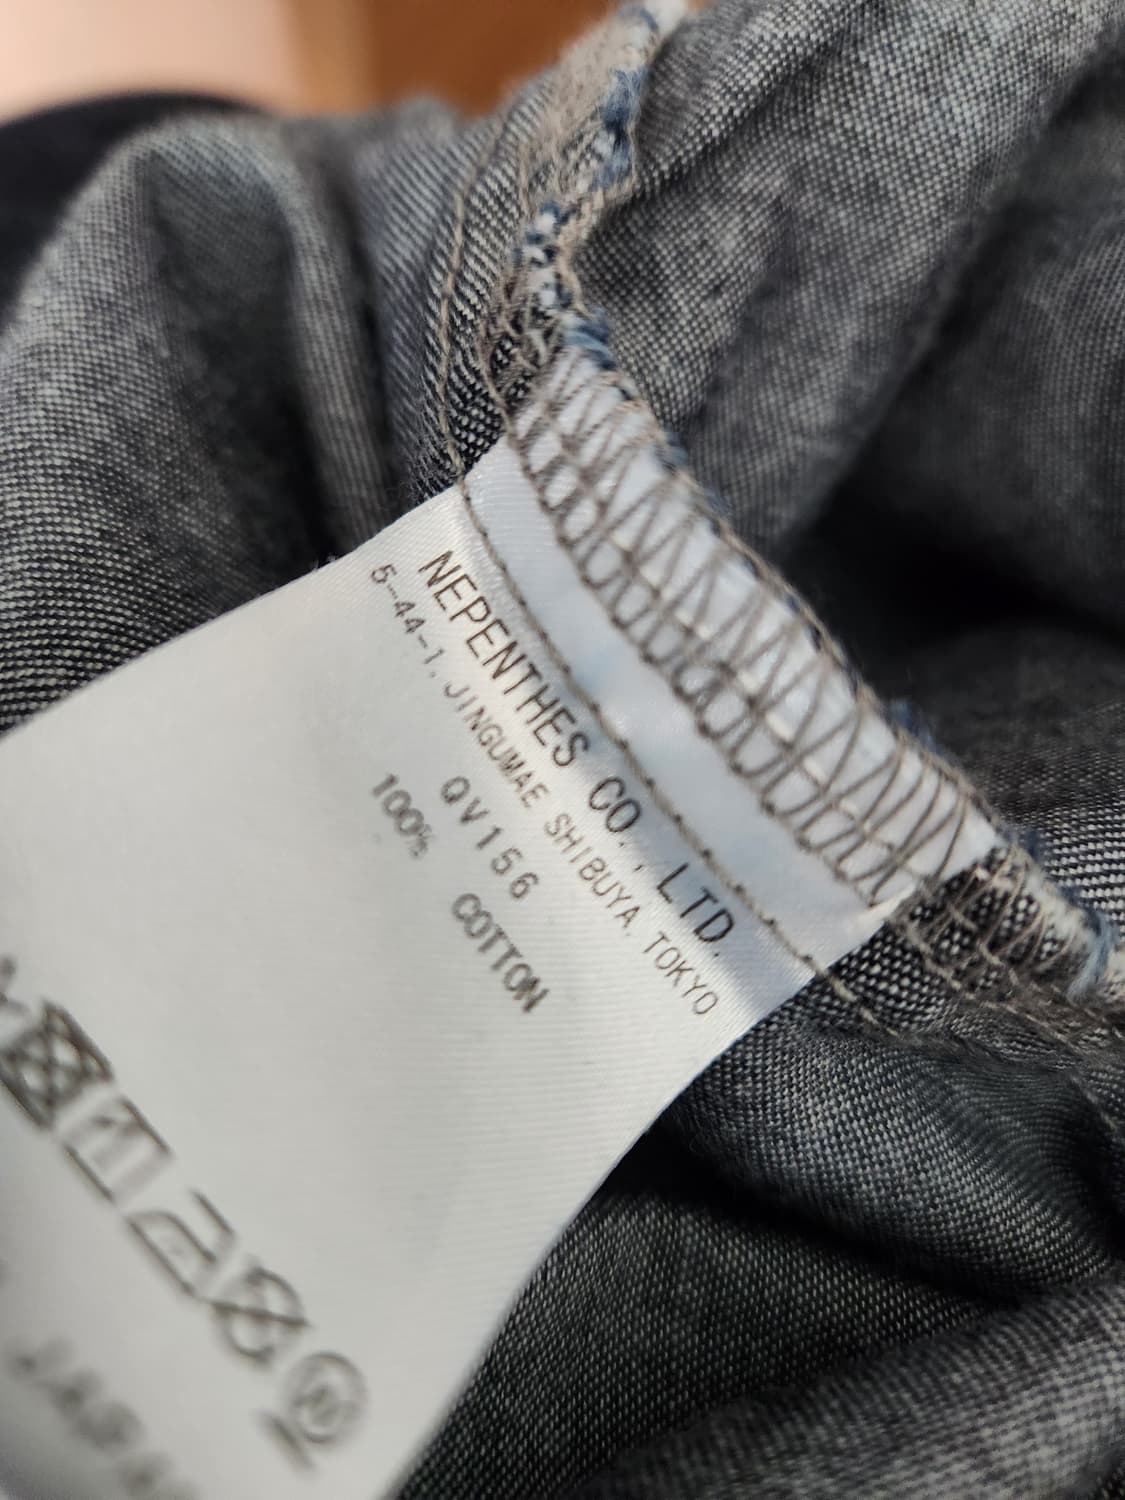 NEPENTHES CO., LTD.
5-44-1, JINGUMAE SHIBUYA, TOKYO
QV156
100% COTTON